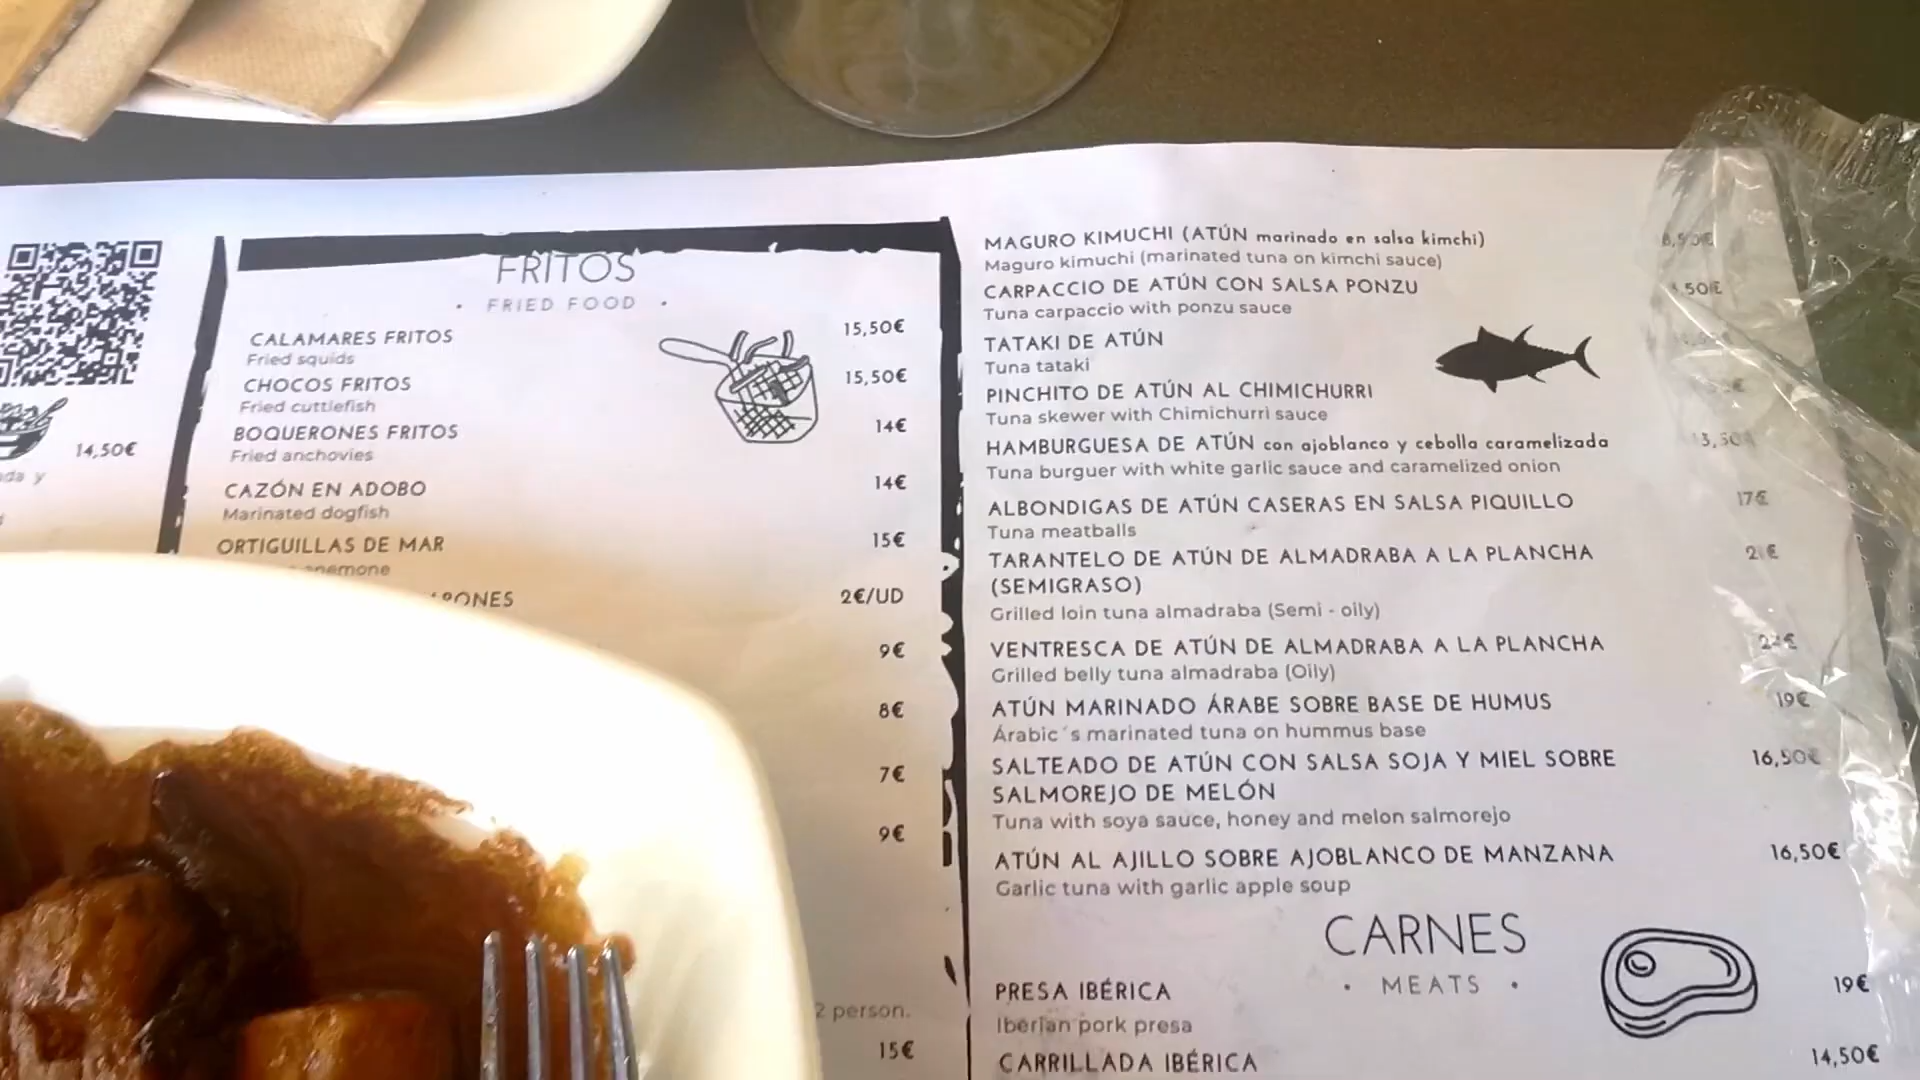 14,50€
da y
FRITOS
• FRIED FOOD •
CALAMARES FRITOS 15,50€
Fried squids
CHOCOS FRITOS 15,50€
Fried cuttlefish
BOQUERONES FRITOS 14€
Fried anchovies
CAZÓN EN ADOBO 14€
Marinated dogfish
ORTIGUILLAS DE MAR 15€
2€/UD
9€
8€
7€
9€
2 person.
15€
MAGURO KIMUCHI (ATÚN marinado en salsa kimchi)
Maguro kimuchi (marinated tuna on kimchi sauce)
CARPACCIO DE ATÚN CON SALSA PONZU
Tuna carpaccio with ponzu sauce
TATAKI DE ATÚN
Tuna tataki
PINCHITO DE ATÚN AL CHIMICHURRI
Tuna skewer with Chimichurri sauce
HAMBURGUESA DE ATÚN con ajoblanco y cebolla caramelizada
Tuna burguer with white garlic sauce and caramelized onion
ALBONDIGAS DE ATÚN CASERAS EN SALSA PIQUILLO 17€
Tuna meatballs
TARANTELO DE ATÚN DE ALMADRABA A LA PLANCHA
(SEMIGRASO)
Grilled loin tuna almadraba (Semi - oily)
VENTRESCA DE ATÚN DE ALMADRABA A LA PLANCHA
Grilled belly tuna almadraba (Oily)
ATÚN MARINADO ÁRABE SOBRE BASE DE HUMUS 19€
Árabic´s marinated tuna on hummus base
SALTEADO DE ATÚN CON SALSA SOJA Y MIEL SOBRE 16,50€
SALMOREJO DE MELÓN
Tuna with soya sauce, honey and melon salmorejo
ATÚN AL AJILLO SOBRE AJOBLANCO DE MANZANA 16,50€
Garlic tuna with garlic apple soup
CARNES
• MEATS •
PRESA IBÉRICA 19€
Iberian pork presa
CARRILLADA IBÉRICA 14,50€